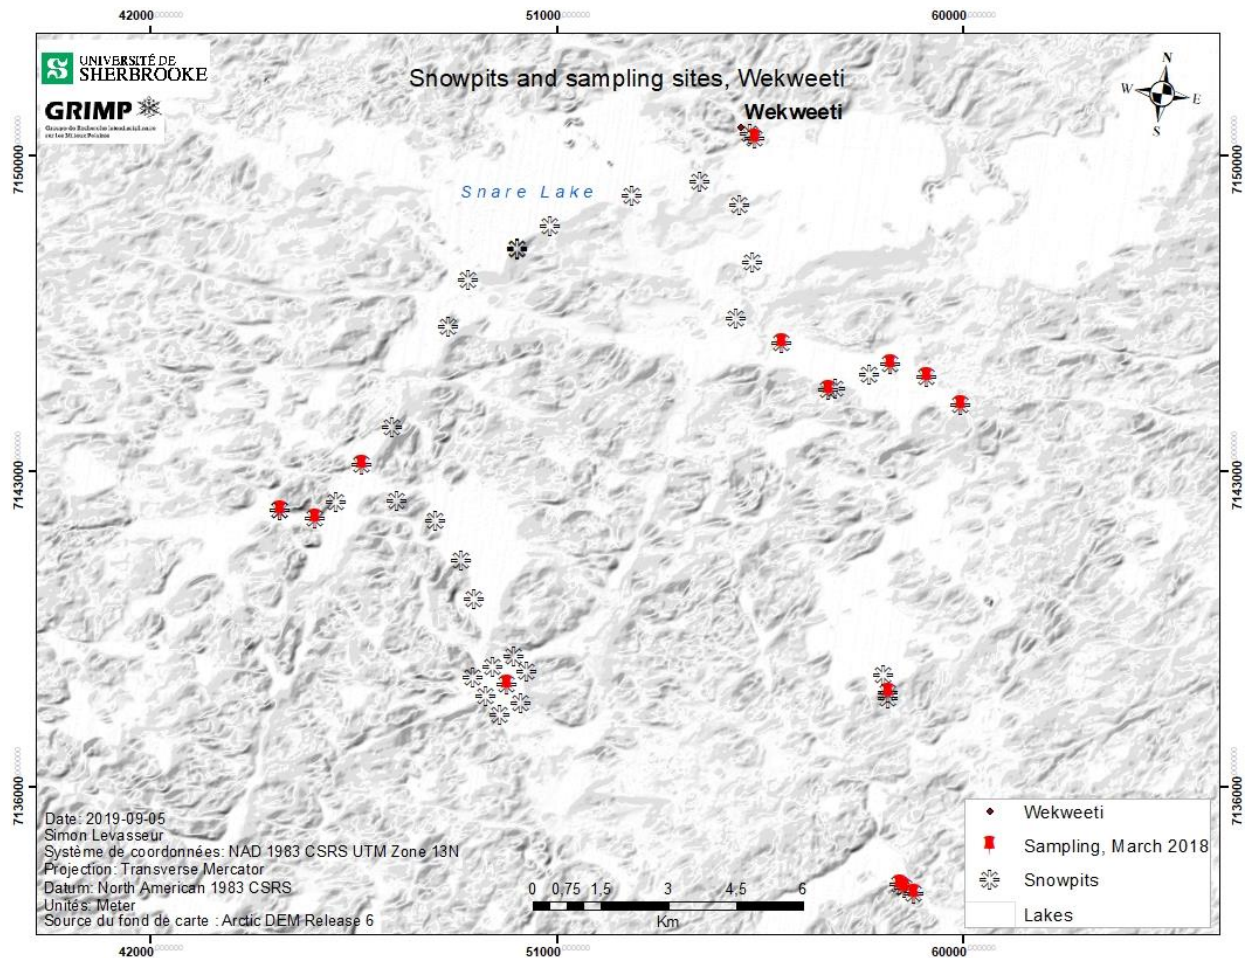 42000
51000
60000
UNIVERSITÉ DE
SHERBROOKE
GRIMP
Snowpits and sampling sites, Wekweeti
Wekweeti
N
W
E
S
7150000
7150000
Snare Lake
7143000
7143000
7136000
7136000
Date: 2019-09-05
Simon Levasseur
Système de coordonnées: NAD 1983 CSRS UTM Zone 13N
Projection: Transverse Mercator
Datum: North American 1983 CSRS
Unités: Meter
Source du fond de carte : Arctic DEM Release 6
0 0,75 1,5 3 4,5 6
Km
Wekweeti
Sampling, March 2018
Snowpits
Lakes
42000
51000
60000